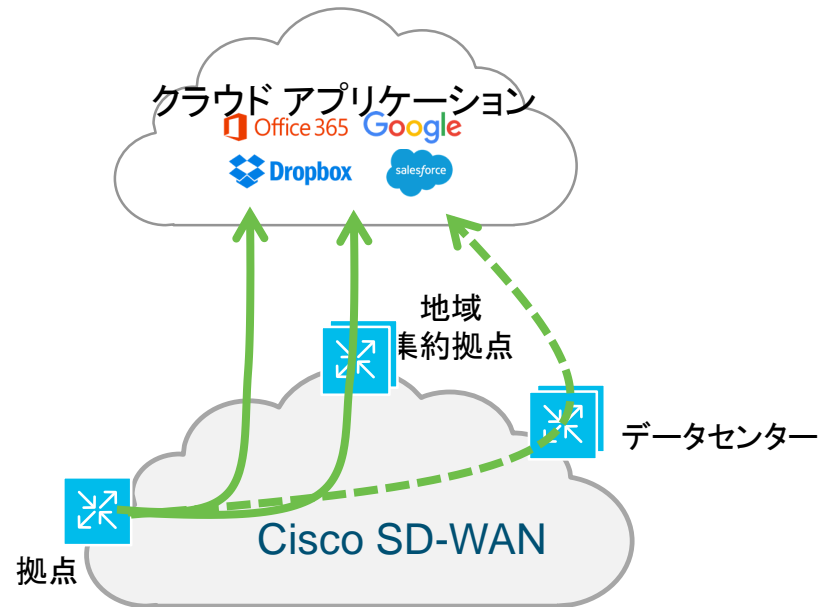 クラウド アプリケーション
Office 365 Google
Dropbox salesforce
地域
集約拠点
データセンター
Cisco SD-WAN
拠点